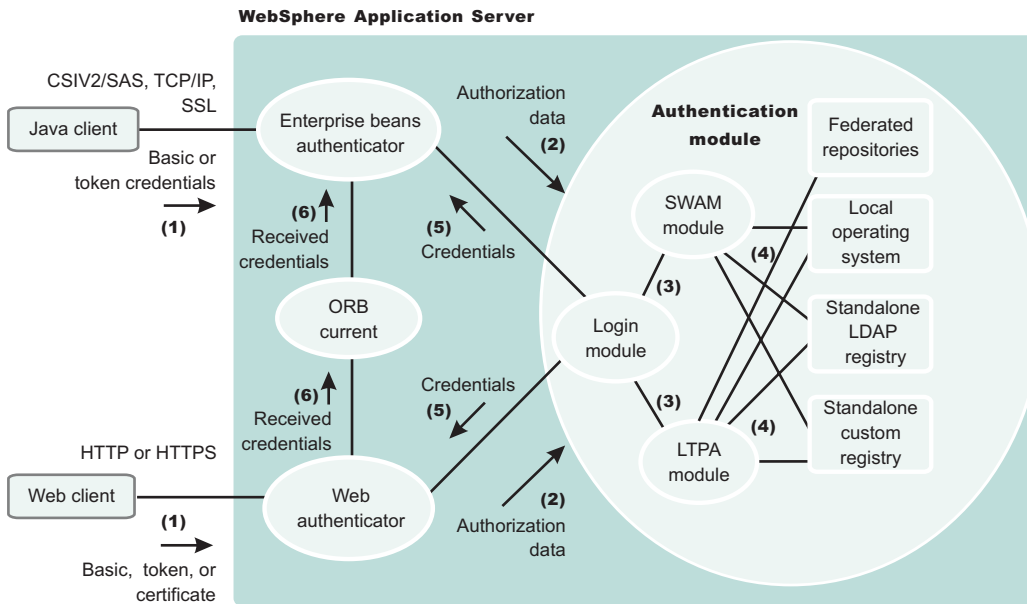 WebSphere Application Server
CSIV2/SAS, TCP/IP,
SSL
Java client
Basic or
token credentials
(1)
Enterprise beans
authenticator
(6)
Received
credentials
ORB
current
(6)
Received
credentials
HTTP or HTTPS
Web client
(1)
Basic, token, or
certificate
Web
authenticator
Authorization
data
(2)
(5)
Credentials
Credentials
(5)
(2)
Authorization
data
Authentication
module
Login
module
(3)
SWAM
module
(3)
LTPA
module
(4)
(4)
Federated
repositories
Local
operating
system
Standalone
LDAP
registry
Standalone
custom
registry